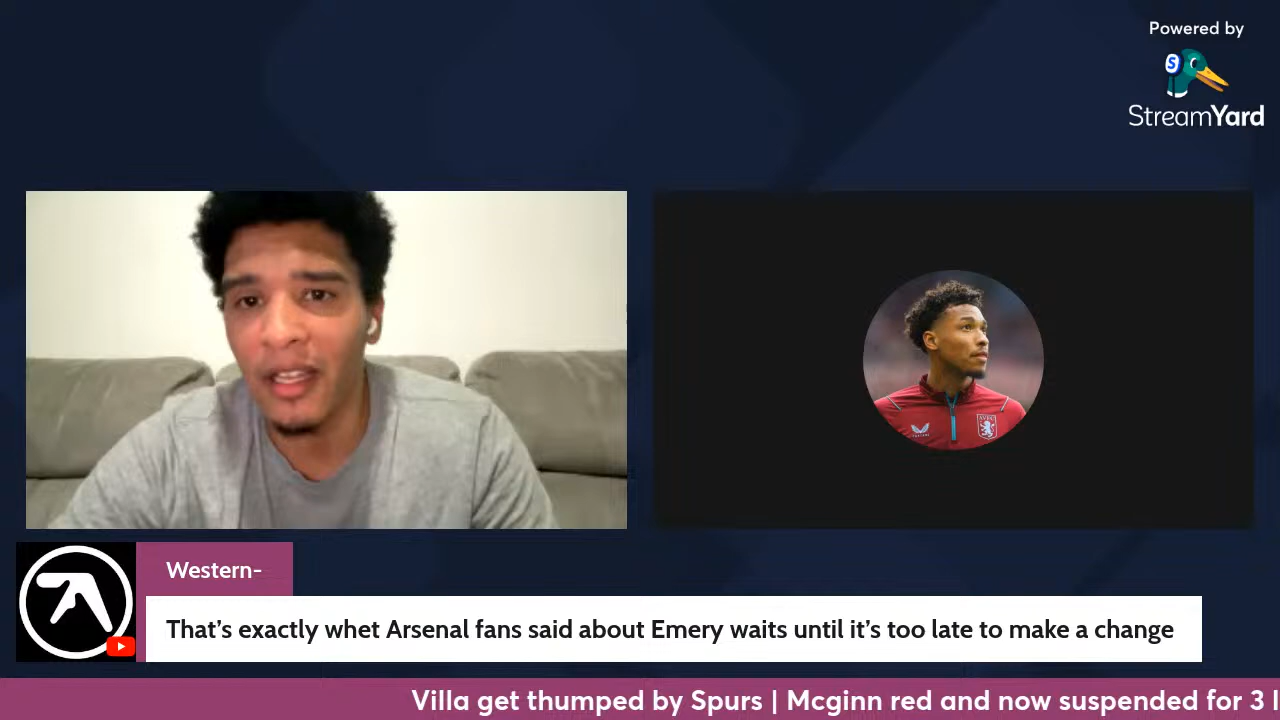 Powered by
S
StreamYard
Western-
That's exactly whet Arsenal fans said about Emery waits until it's too late to make a change
Villa get thumped by Spurs | Mcginn red and now suspended for 3